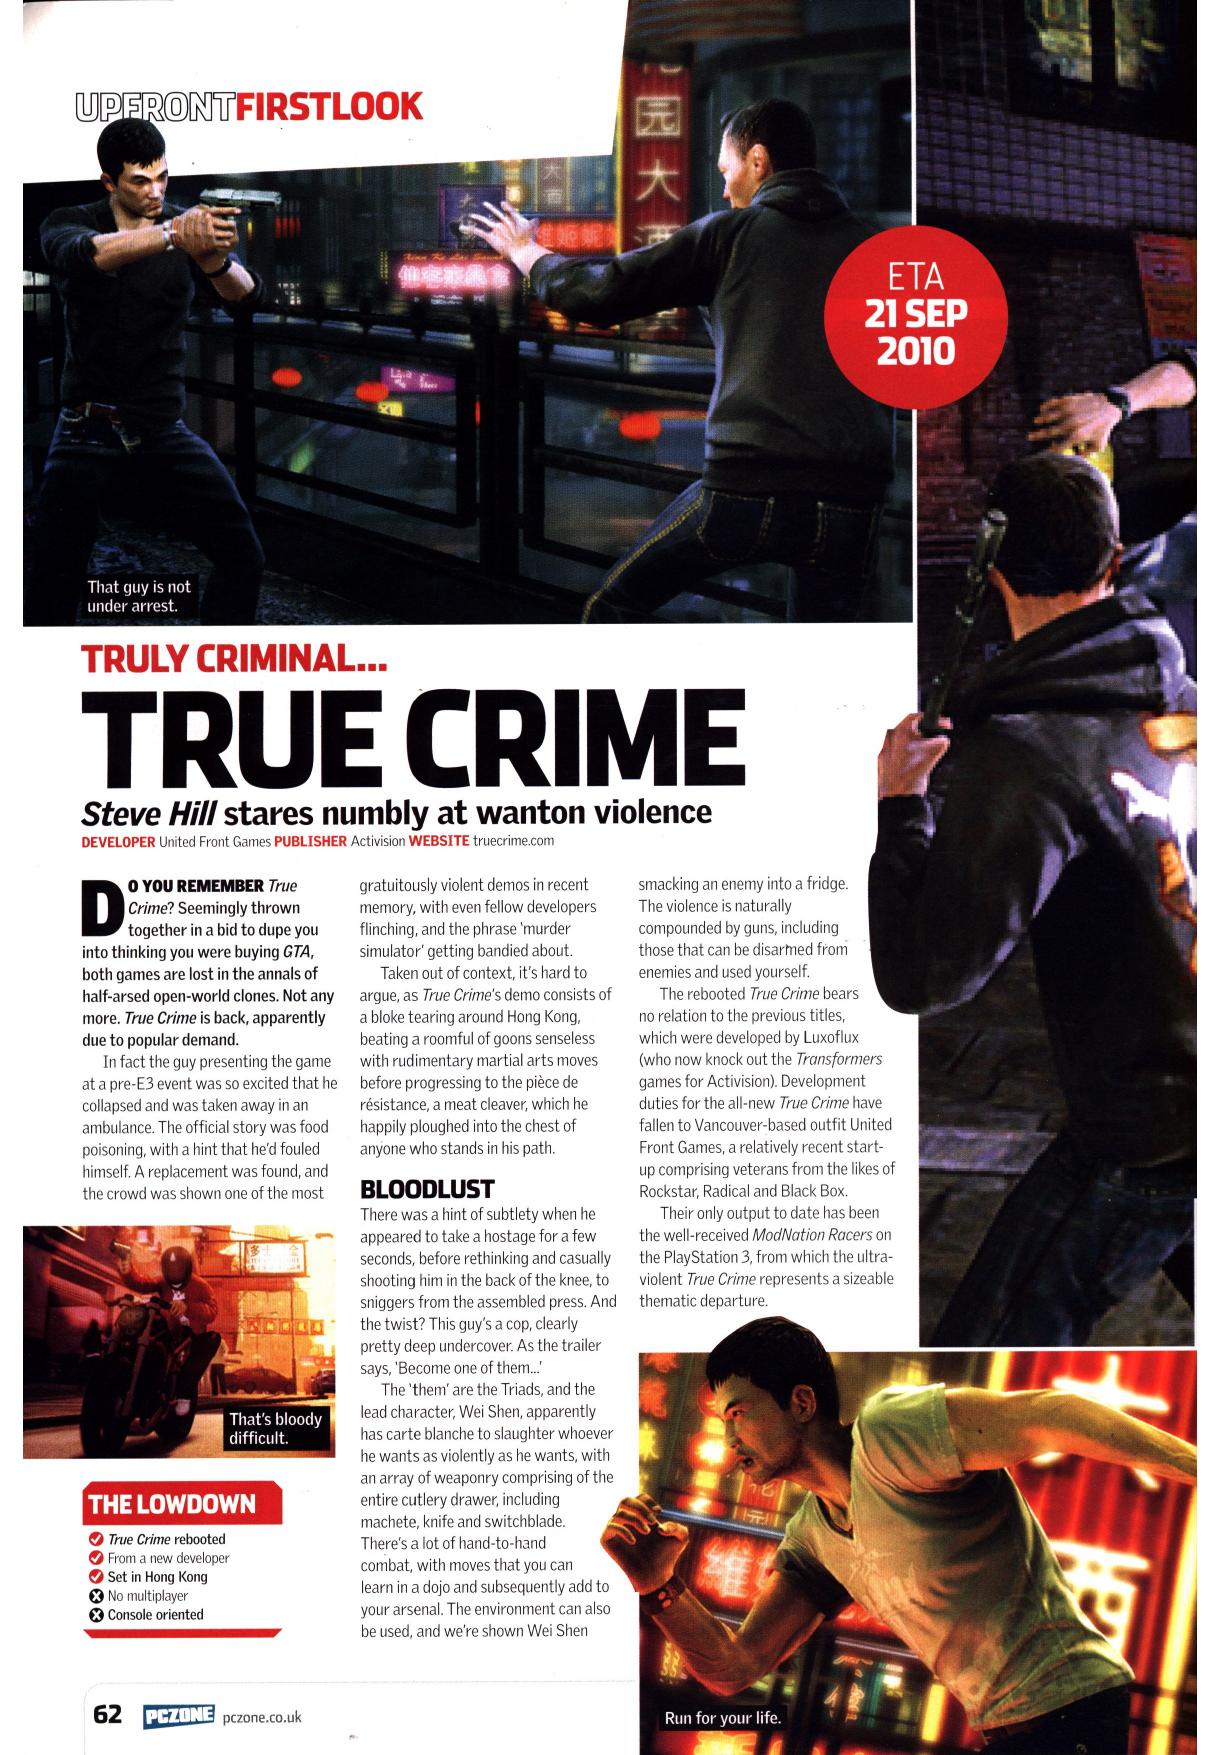 UPFRONTFIRSTLOOK
园
大
酒
大
Xian Ke Lai Sauna
ETA
21 SEP
2010
That guy is not
under arrest.
TRULY CRIMINAL...
TRUE CRIME
Steve Hill stares numbly at wanton violence
DEVELOPER United Front Games PUBLISHER Activision WEBSITE truecrime.com
DO YOU REMEMBER True
Crime? Seemingly thrown
together in a bid to dupe you
into thinking you were buying GTA,
both games are lost in the annals of
half-arsed open-world clones. Not any
more. True Crime is back, apparently
due to popular demand.
In fact the guy presenting the game
at a pre-E3 event was so excited that he
collapsed and was taken away in an
ambulance. The official story was food
poisoning, with a hint that he'd fouled
himself. A replacement was found, and
the crowd was shown one of the most
gratuitously violent demos in recent
memory, with even fellow developers
flinching, and the phrase 'murder
simulator' getting bandied about.
Taken out of context, it's hard to
argue, as True Crime's demo consists of
a bloke tearing around Hong Kong,
beating a roomful of goons senseless
with rudimentary martial arts moves
before progressing to the pièce de
résistance, a meat cleaver, which he
happily ploughed into the chest of
anyone who stands in his path.
BLOODLUST
There was a hint of subtlety when he
appeared to take a hostage for a few
seconds, before rethinking and casually
shooting him in the back of the knee, to
sniggers from the assembled press. And
the twist? This guy's a cop, clearly
pretty deep undercover. As the trailer
says, 'Become one of them...'
The 'them' are the Triads, and the
lead character, Wei Shen, apparently
has carte blanche to slaughter whoever
he wants as violently as he wants, with
an array of weaponry comprising of the
entire cutlery drawer, including
machete, knife and switchblade.
There's a lot of hand-to-hand
combat, with moves that you can
learn in a dojo and subsequently add to
your arsenal. The environment can also
be used, and we're shown Wei Shen
smacking an enemy into a fridge.
The violence is naturally
compounded by guns, including
those that can be disarmed from
enemies and used yourself.
The rebooted True Crime bears
no relation to the previous titles,
which were developed by Luxoflux
(who now knock out the Transformers
games for Activision). Development
duties for the all-new True Crime have
fallen to Vancouver-based outfit United
Front Games, a relatively recent start-
up comprising veterans from the likes of
Rockstar, Radical and Black Box.
Their only output to date has been
the well-received ModNation Racers on
the PlayStation 3, from which the ultra-
violent True Crime represents a sizeable
thematic departure.
That's bloody
difficult.
THE LOWDOWN
True Crime rebooted
From a new developer
Set in Hong Kong
No multiplayer
Console oriented
Run for your life.
62 PCZONE pczone.co.uk